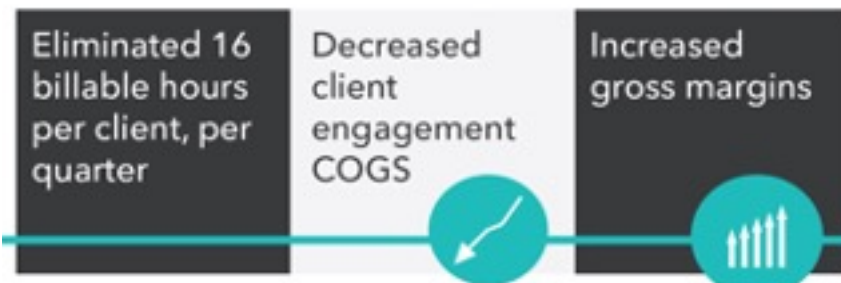 Eliminated 16
billable hours
per client, per
quarter
Decreased
client
engagement
COGS
Increased
gross margins